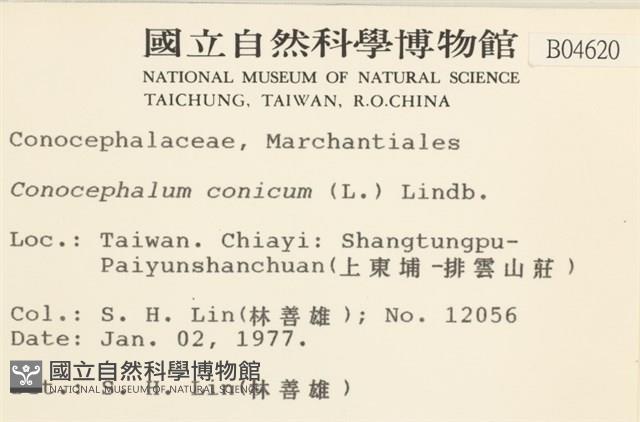 國立自然科學博物館
B04620
NATIONAL MUSEUM OF NATURAL SCIENCE
TAICHUNG, TAIWAN, R.O.CHINA
Conocephalaceae, Marchantiales
Conocephalum conicum (L.) Lindb.
Loc.: Taiwan. Chiayi: Shangtungpu-
Paiyunshanchuan(上東埔-排雲山莊)
Col.: S. H. Lin(林善雄); No. 12056
Date: Jan. 02, 1977.
國立自然科學博物館
NATIONAL MUSEUM OF NATURAL SCIENCE
S. H. Lin(林善雄)